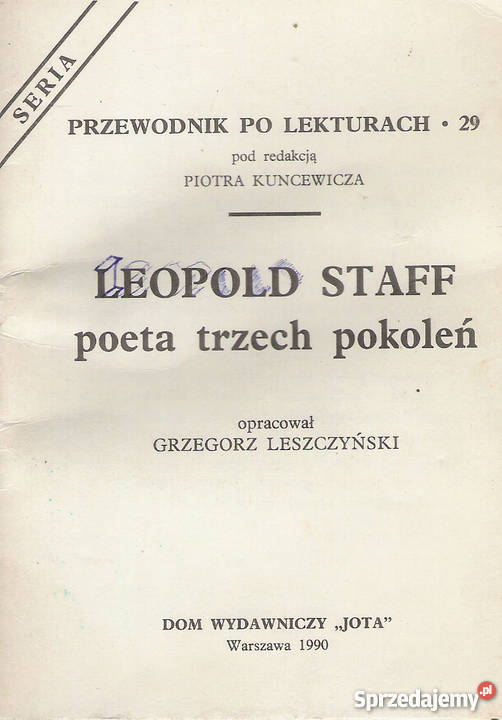 SERIA
PRZEWODNIK PO LEKTURACH • 29
pod redakcją
PIOTRA KUNCEWICZA
LEOPOLD STAFF
poeta trzech pokoleń
opracował
GRZEGORZ LESZCZYŃSKI
DOM WYDAWNICZY „JOTA”
Warszawa 1990
Sprzedajemy.pl